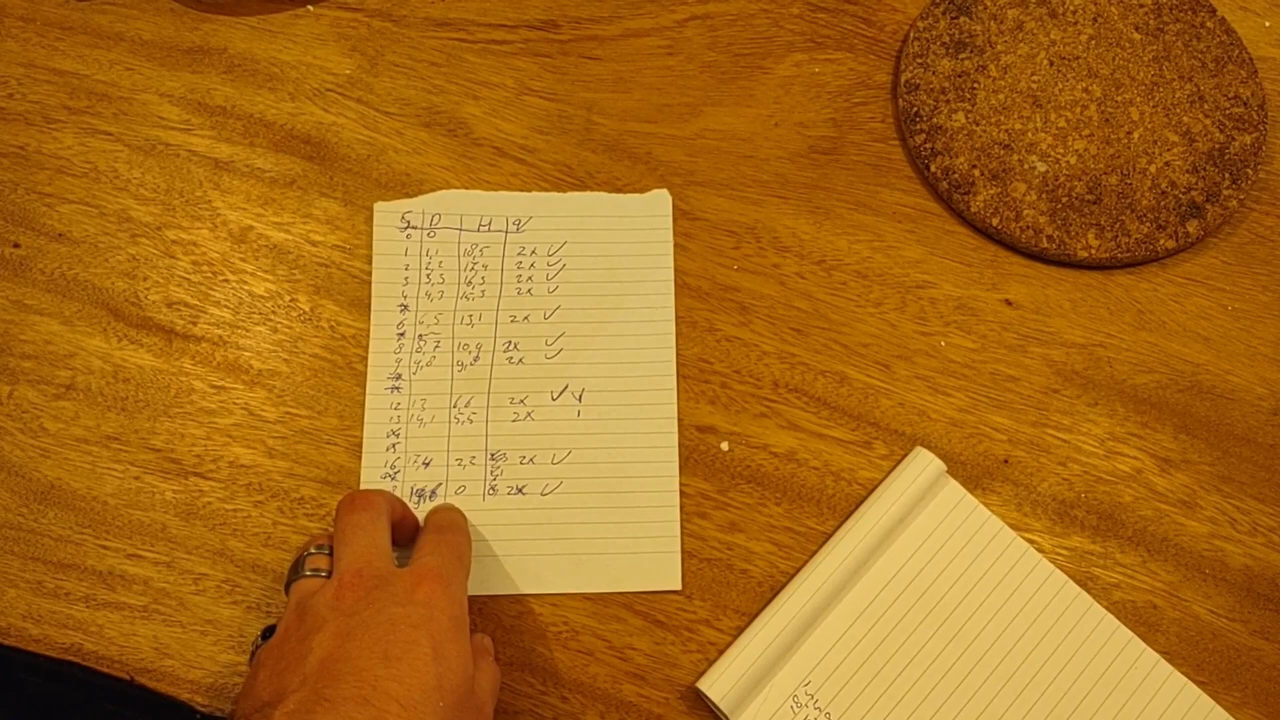 D H
0 0
1 1,1 18,5 2x ✓
2 2,2 17,4 2x ✓
3 3,3 16,3 2x ✓
4 4,3 15,3 2x ✓
6 6,5 13,1 2x ✓
8 8,7 10,9 2x ✓
9 9,8 9,8 2x ✓
12 13 6,6 2x ✓
13 14,1 5,5 2x
16 17,4 2,2 2x ✓
0 ✓